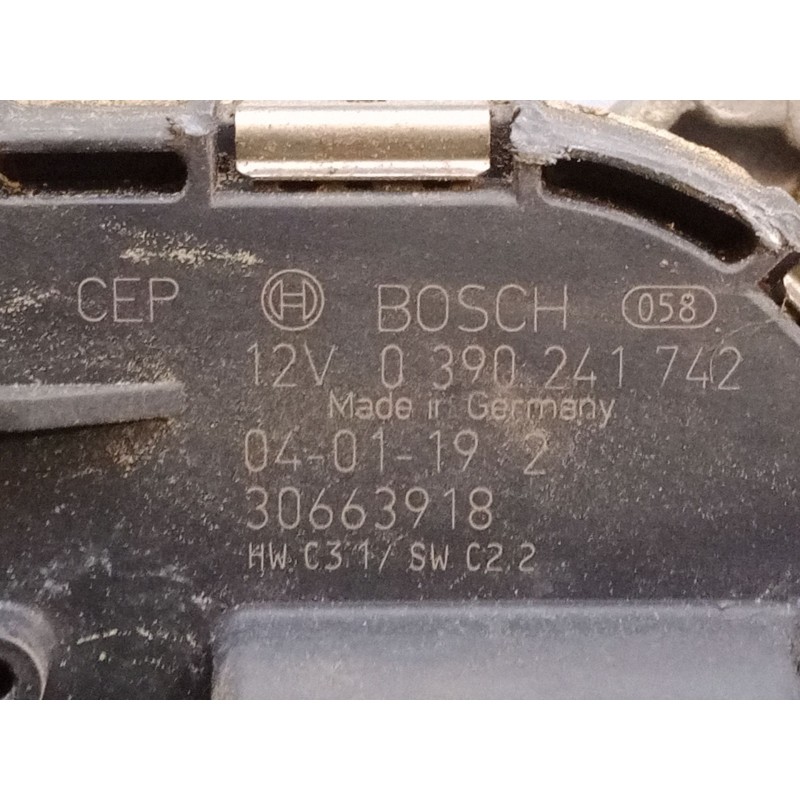 CEP BOSCH 058
12V 0 390 241 742
Made in Germany
04-01-19 2
30663918
HW C3.1/ SW C2.2